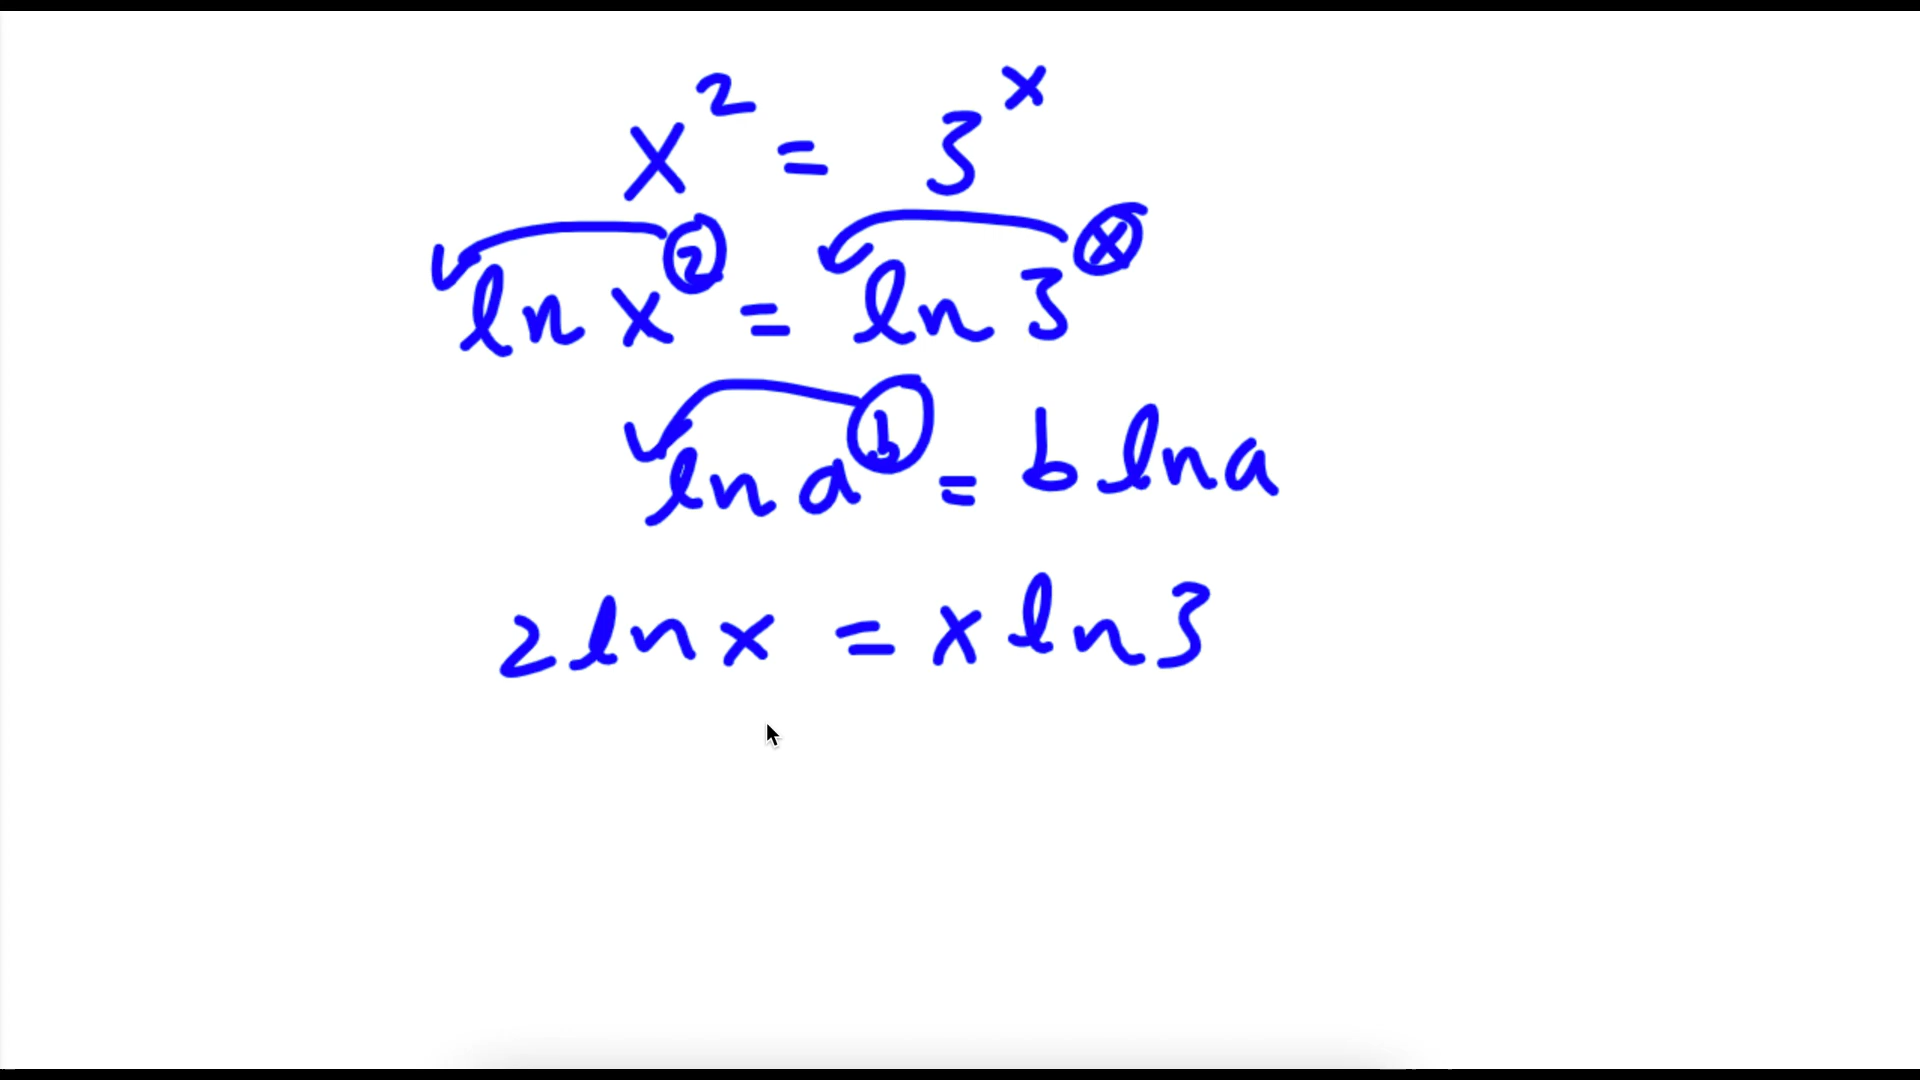 x² = 3ˣ
ln x² = ln 3ˣ
ln aᵇ = b ln a
2 ln x = x ln 3